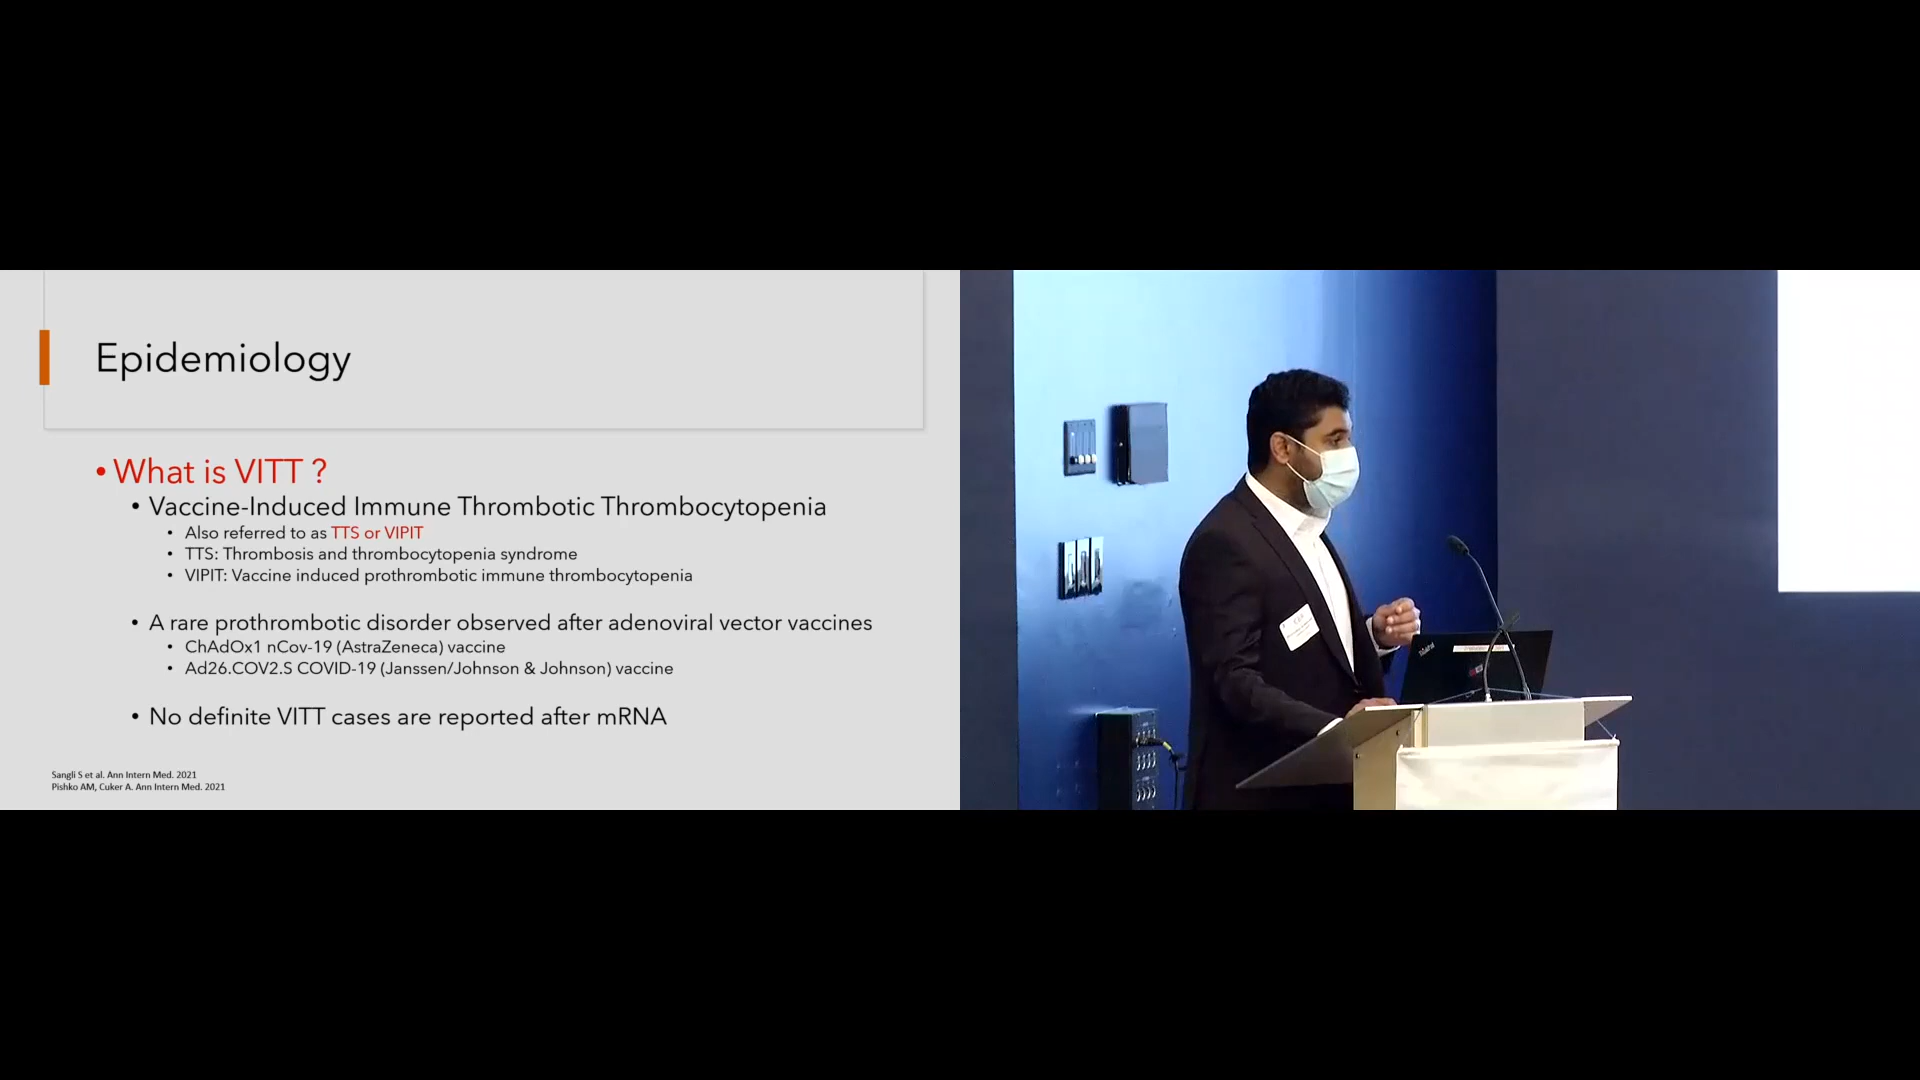 Epidemiology
• What is VITT ?
• Vaccine-Induced Immune Thrombotic Thrombocytopenia
• Also referred to as TTS or VIPIT
• TTS: Thrombosis and thrombocytopenia syndrome
• VIPIT: Vaccine induced prothrombotic immune thrombocytopenia
• A rare prothrombotic disorder observed after adenoviral vector vaccines
• ChAdOx1 nCov-19 (AstraZeneca) vaccine
• Ad26.COV2.S COVID-19 (Janssen/Johnson & Johnson) vaccine
• No definite VITT cases are reported after mRNA
Sangli S et al. Ann Intern Med. 2021
Pishko AM, Cuker A. Ann Intern Med. 2021